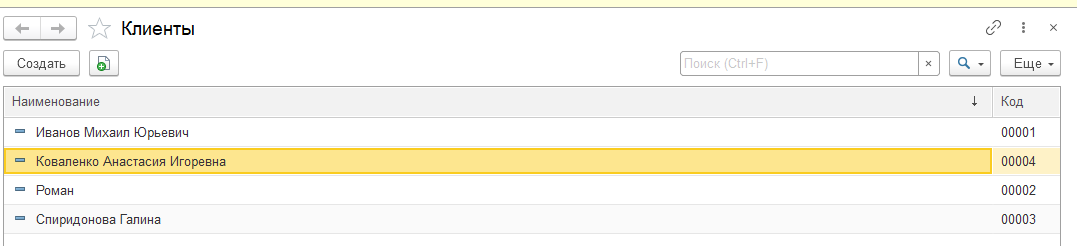 Клиенты
Создать
Поиск (Ctrl+F)
Еще
Наименование Код
Иванов Михаил Юрьевич 00001
Коваленко Анастасия Игоревна 00004
Роман 00002
Спиридонова Галина 00003